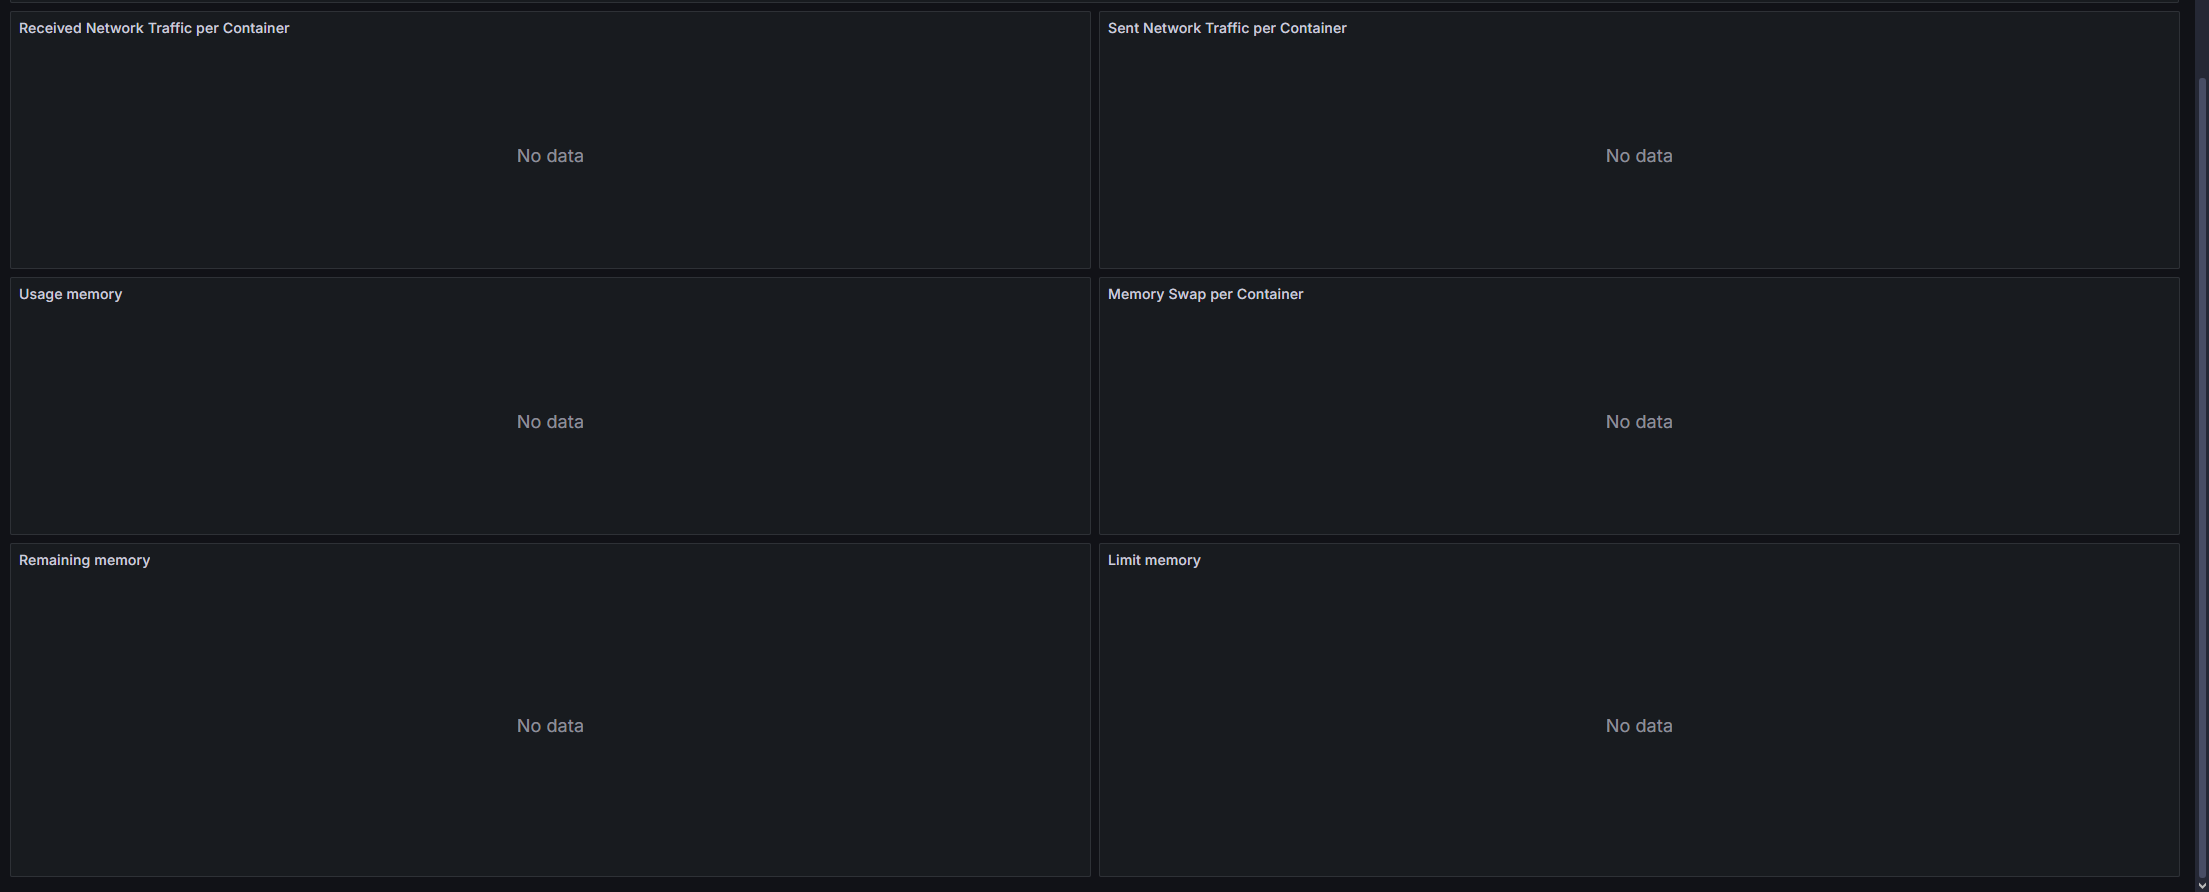 Received Network Traffic per Container
Sent Network Traffic per Container
No data
No data
Usage memory
Memory Swap per Container
No data
No data
Remaining memory
Limit memory
No data
No data